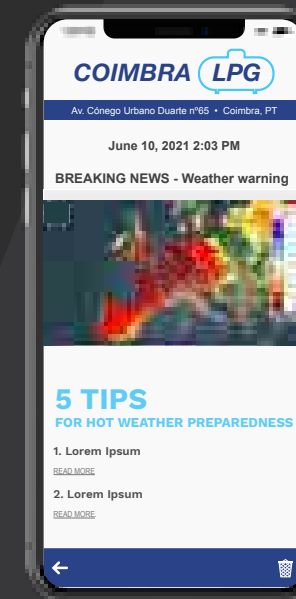 COIMBRA LPG
Av. Cónego Urbano Duarte nº65 • Coimbra, PT
June 10, 2021 2:03 PM
BREAKING NEWS - Weather warning
5 TIPS
FOR HOT WEATHER PREPAREDNESS
1. Lorem Ipsum
READ MORE
2. Lorem Ipsum
READ MORE